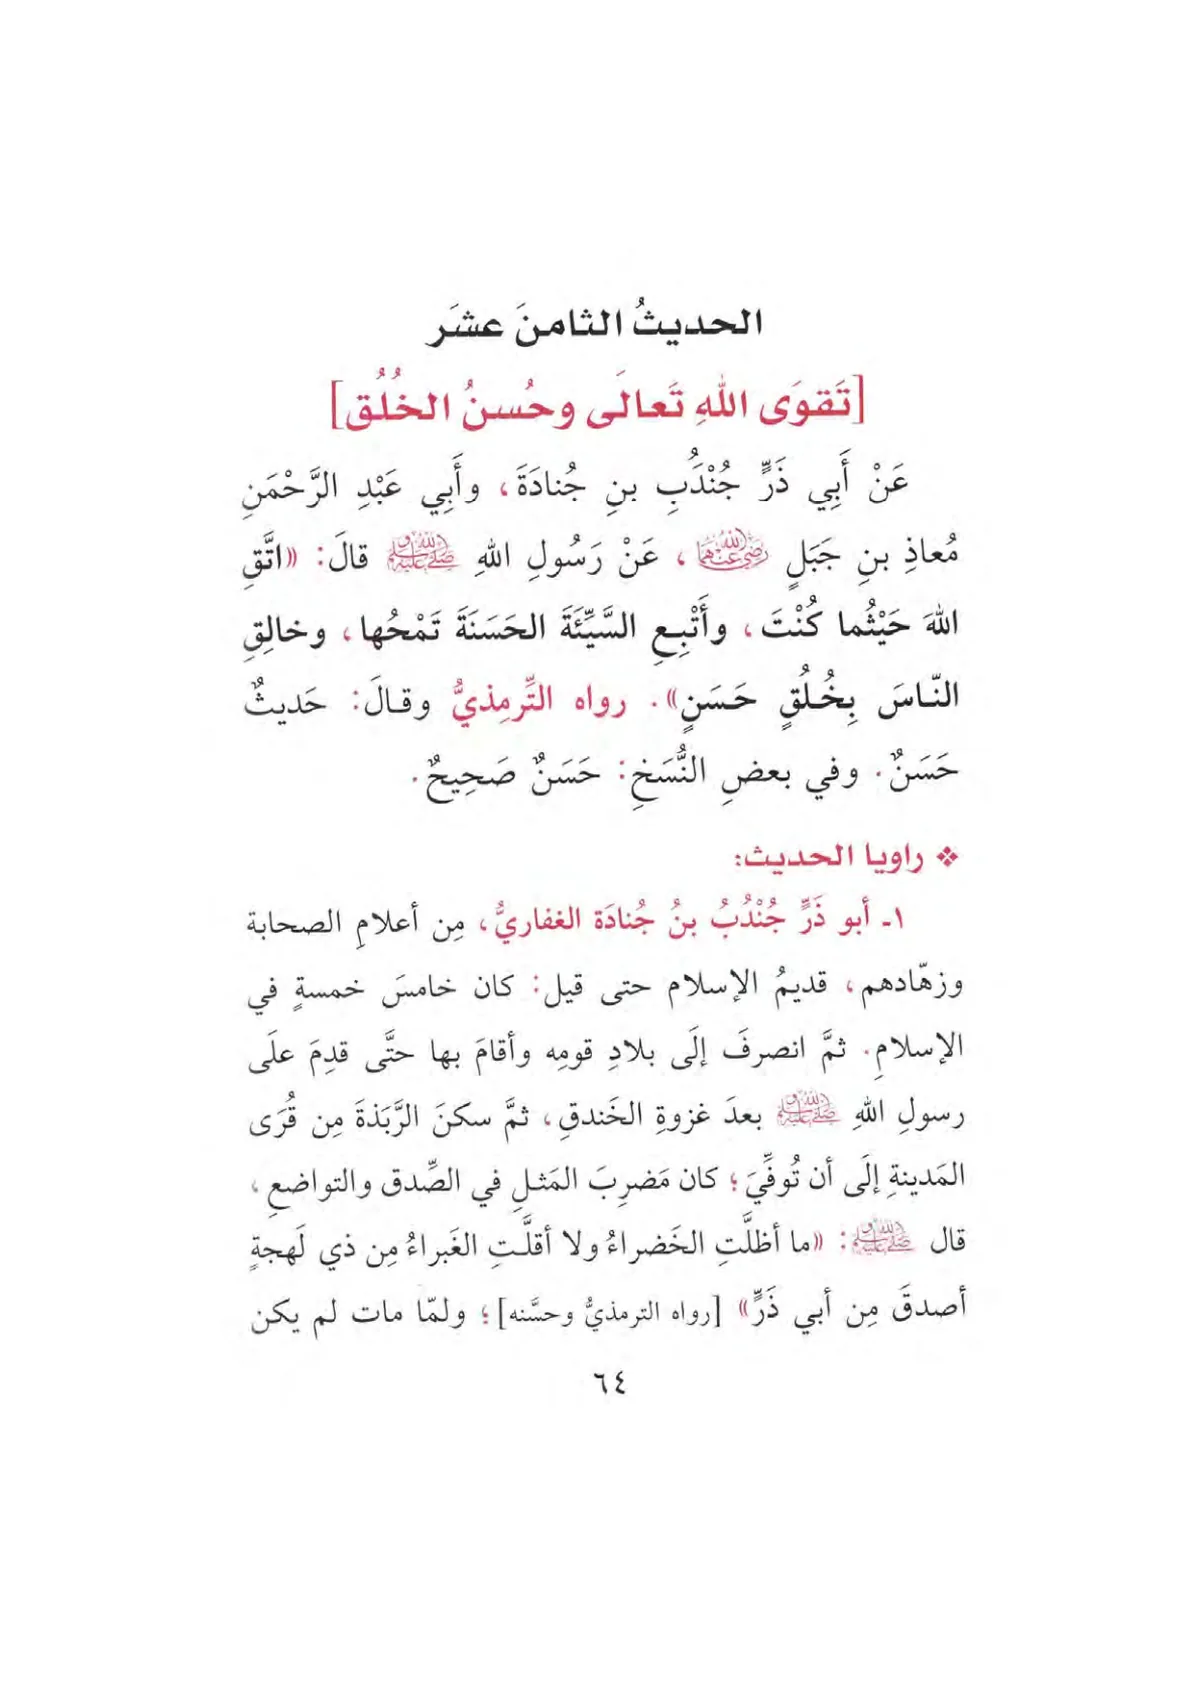 الحديثُ الثامنَ عشَر
[تَقوَى اللهِ تَعالَى وحُسنُ الخُلُق]
عَنْ أَبِي ذَرٍّ جُنْدُبِ بنِ جُنادَةَ، وأَبِي عَبْدِ الرَّحْمَنِ
مُعاذِ بنِ جَبَلٍ رَضِيَ اللهُ عَنْهُمَا، عَنْ رَسُولِ اللهِ ﷺ قالَ: «اتَّقِ
اللهَ حَيْثُما كُنْتَ، وأَتْبِعِ السَّيِّئَةَ الحَسَنَةَ تَمْحُها، وخالِقِ
النّاسَ بِخُلُقٍ حَسَنٍ». رواه التِّرمِذيُّ وقالَ: حَديثٌ
حَسَنٌ. وفي بعضِ النُّسَخِ: حَسَنٌ صَحِيحٌ.
❖ راويا الحديث:
١ـ أبو ذَرٍّ جُنْدُبُ بنُ جُنادَة الغفاريُّ، مِن أعلامِ الصحابة
وزهّادهم، قديمُ الإسلام حتى قيل: كان خامسَ خمسةٍ في
الإسلامِ. ثمَّ انصرفَ إلَى بلادِ قومِه وأقامَ بها حتَّى قدِمَ علَى
رسولِ اللهِ ﷺ بعدَ غزوةِ الخَندقِ، ثمَّ سكنَ الرَّبَذةَ مِن قُرَى
المَدينةِ إلَى أن تُوفِّيَ؛ كان مَضرِبَ المَثلِ في الصِّدق والتواضعِ،
قال ﷺ: «ما أظلَّتِ الخَضراءُ ولا أقلَّتِ الغَبراءُ مِن ذي لَهجةٍ
أصدقَ مِن أبي ذَرٍّ» [رواه الترمذيُّ وحسَّنه]؛ ولمّا مات لم يكن
٦٤